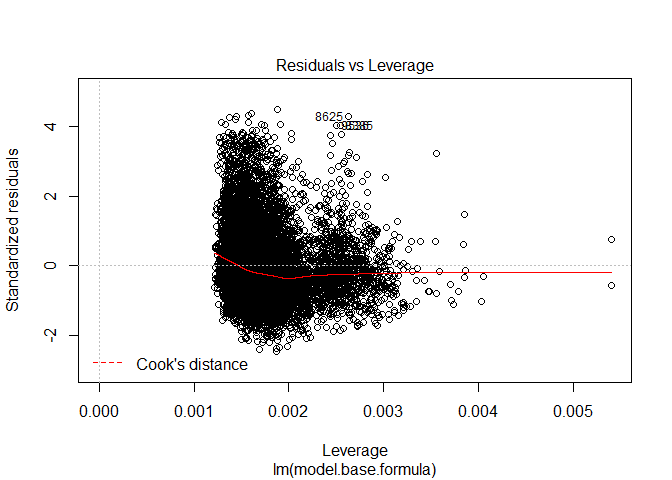 Residuals vs Leverage
Standardized residuals
4
2
0
-2
8625
Cook's distance
0.000 0.001 0.002 0.003 0.004 0.005
Leverage
lm(model.base.formula)